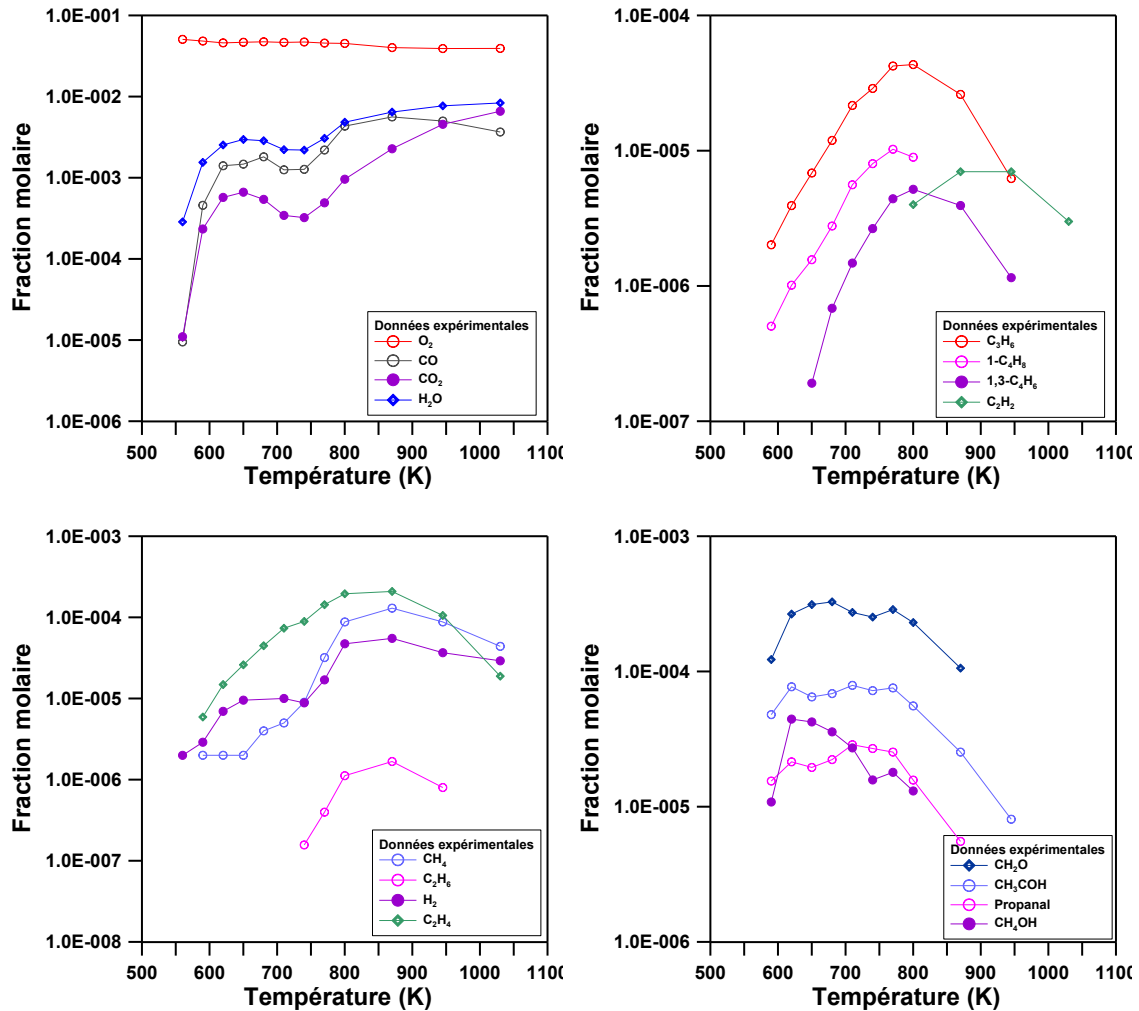 1.0E-001
1.0E-002
1.0E-003
1.0E-004
1.0E-005
1.0E-006
Fraction molaire
Données expérimentales
O₂
CO
CO₂
H₂O
500 600 700 800 900 1000 1100
Température (K)
1.0E-004
1.0E-005
1.0E-006
1.0E-007
Fraction molaire
Données expérimentales
C₃H₆
1-C₄H₈
1,3-C₄H₆
C₂H₂
500 600 700 800 900 1000 1100
Température (K)
1.0E-003
1.0E-004
1.0E-005
1.0E-006
1.0E-007
1.0E-008
Fraction molaire
Données expérimentales
CH₄
C₂H₆
H₂
C₂H₄
500 600 700 800 900 1000 1100
Température (K)
1.0E-003
1.0E-004
1.0E-005
1.0E-006
Fraction molaire
Données expérimentales
CH₂O
CH₃COH
Propanal
CH₄OH
500 600 700 800 900 1000 1100
Température (K)